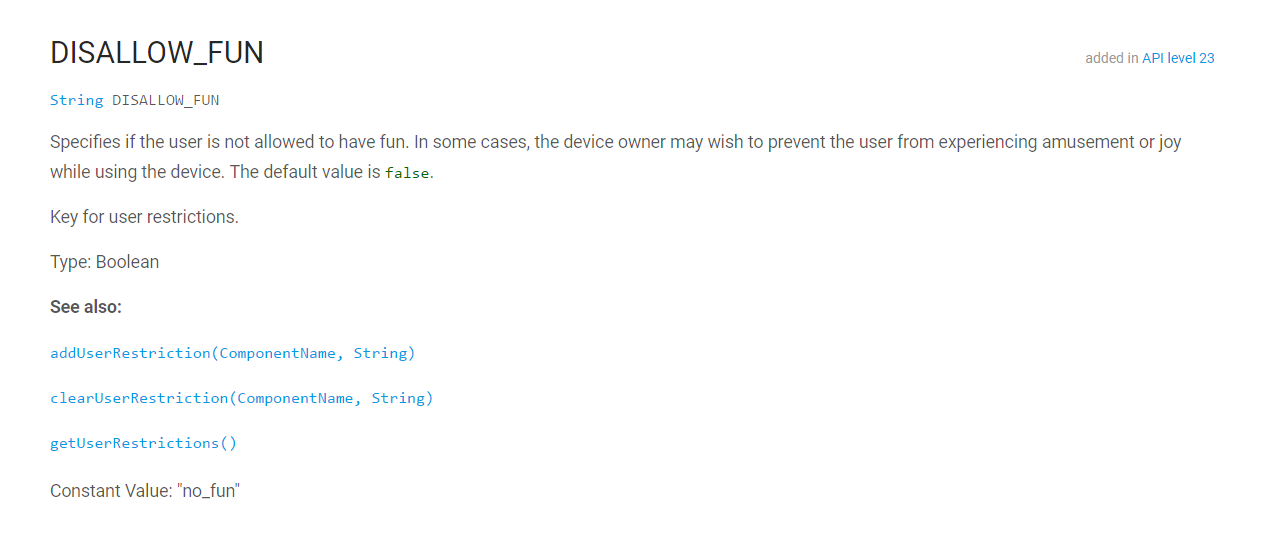 DISALLOW_FUN
added in API level 23
String DISALLOW_FUN
Specifies if the user is not allowed to have fun. In some cases, the device owner may wish to prevent the user from experiencing amusement or joy
while using the device. The default value is false.
Key for user restrictions.
Type: Boolean
See also:
addUserRestriction(ComponentName, String)
clearUserRestriction(ComponentName, String)
getUserRestrictions()
Constant Value: "no_fun"